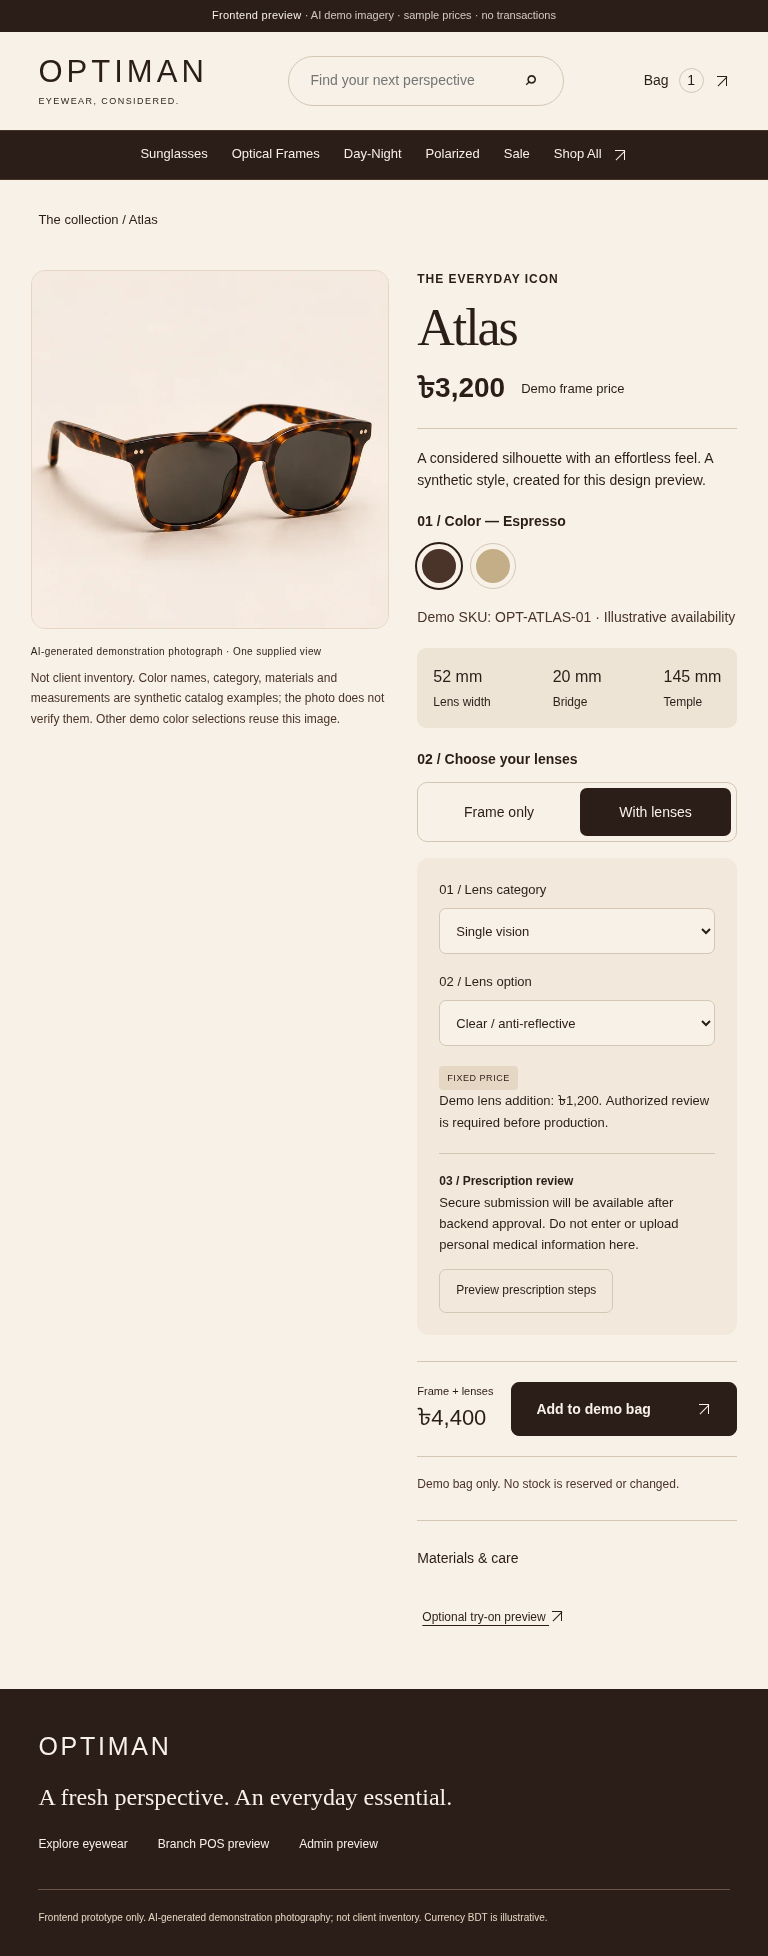 Frontend preview · AI demo imagery · sample prices · no transactions
OPTIMAN
EYEWEAR, CONSIDERED.
Find your next perspective
Bag 1
Sunglasses Optical Frames Day-Night Polarized Sale Shop All
The collection / Atlas
THE EVERYDAY ICON
Atlas
৳3,200 Demo frame price
A considered silhouette with an effortless feel. A
synthetic style, created for this design preview.
01 / Color — Espresso
Demo SKU: OPT-ATLAS-01 · Illustrative availability
52 mm 20 mm 145 mm
Lens width Bridge Temple
AI-generated demonstration photograph · One supplied view
Not client inventory. Color names, category, materials and
measurements are synthetic catalog examples; the photo does not
verify them. Other demo color selections reuse this image.
02 / Choose your lenses
Frame only With lenses
01 / Lens category
Single vision
02 / Lens option
Clear / anti-reflective
FIXED PRICE
Demo lens addition: ৳1,200. Authorized review
is required before production.
03 / Prescription review
Secure submission will be available after
backend approval. Do not enter or upload
personal medical information here.
Preview prescription steps
Frame + lenses
৳4,400
Add to demo bag
Demo bag only. No stock is reserved or changed.
Materials & care
Optional try-on preview
OPTIMAN
A fresh perspective. An everyday essential.
Explore eyewear Branch POS preview Admin preview
Frontend prototype only. AI-generated demonstration photography; not client inventory. Currency BDT is illustrative.